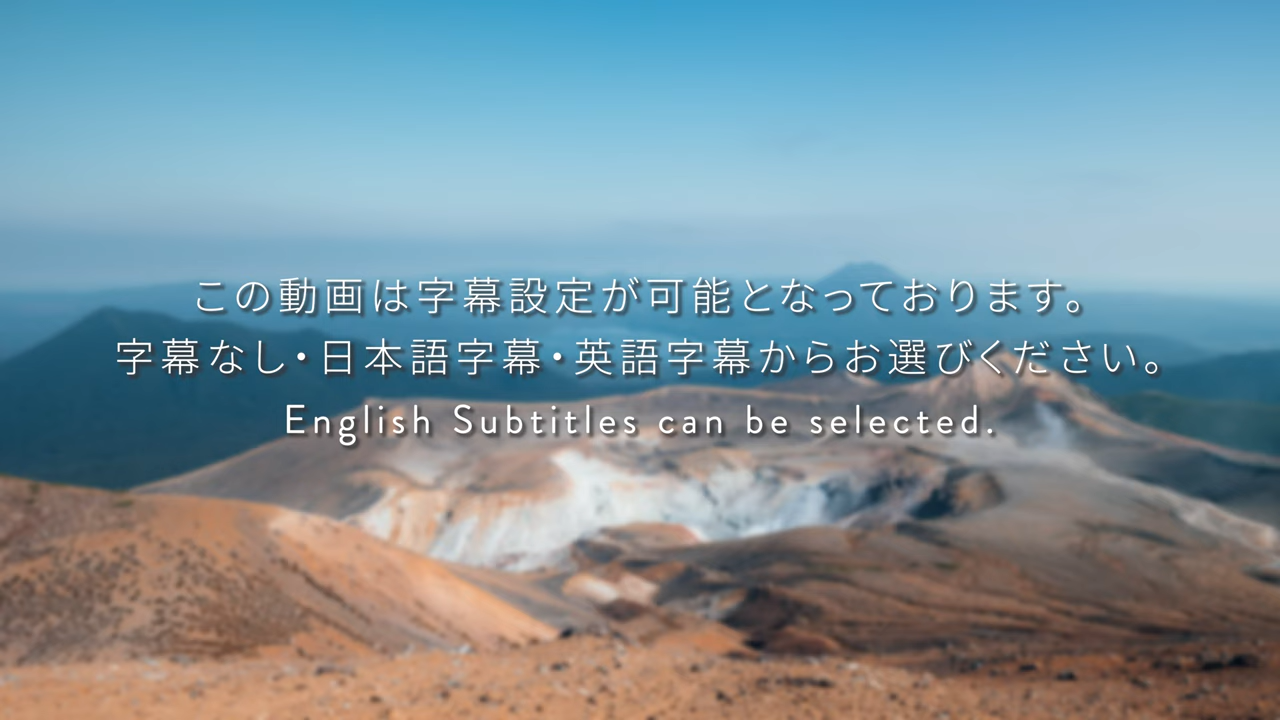 この動画は字幕設定が可能となっております。
字幕なし・日本語字幕・英語字幕からお選びください。
English Subtitles can be selected.